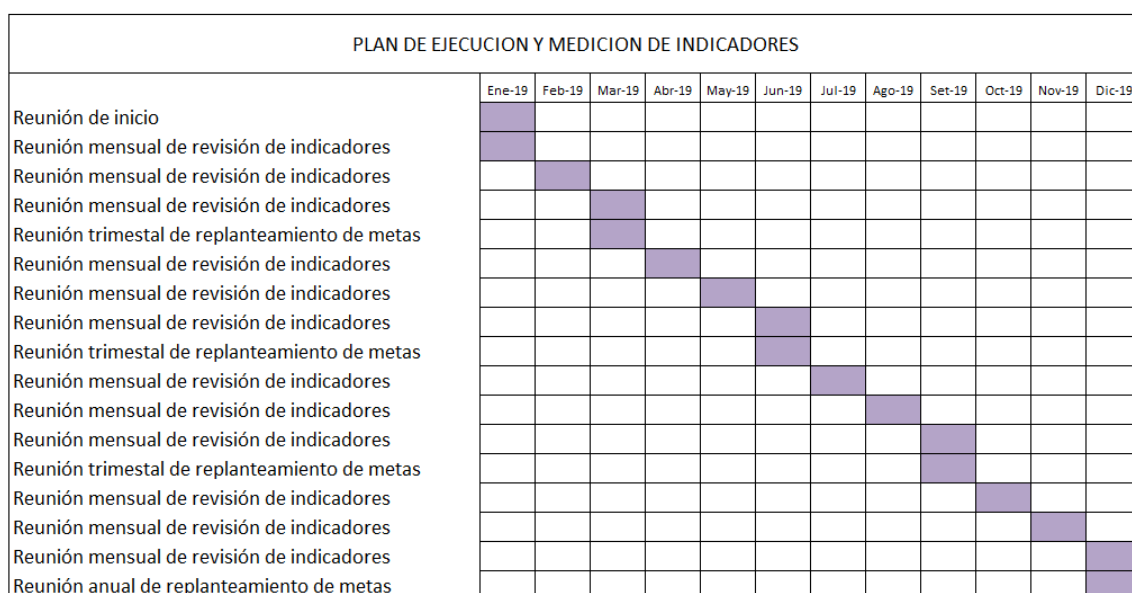 PLAN DE EJECUCION Y MEDICION DE INDICADORES
Ene-19 Feb-19 Mar-19 Abr-19 May-19 Jun-19 Jul-19 Ago-19 Set-19 Oct-19 Nov-19 Dic-19
Reunión de inicio
Reunión mensual de revisión de indicadores
Reunión mensual de revisión de indicadores
Reunión mensual de revisión de indicadores
Reunión trimestal de replanteamiento de metas
Reunión mensual de revisión de indicadores
Reunión mensual de revisión de indicadores
Reunión mensual de revisión de indicadores
Reunión trimestal de replanteamiento de metas
Reunión mensual de revisión de indicadores
Reunión mensual de revisión de indicadores
Reunión mensual de revisión de indicadores
Reunión trimestal de replanteamiento de metas
Reunión mensual de revisión de indicadores
Reunión mensual de revisión de indicadores
Reunión mensual de revisión de indicadores
Reunión anual de replanteamiento de metas